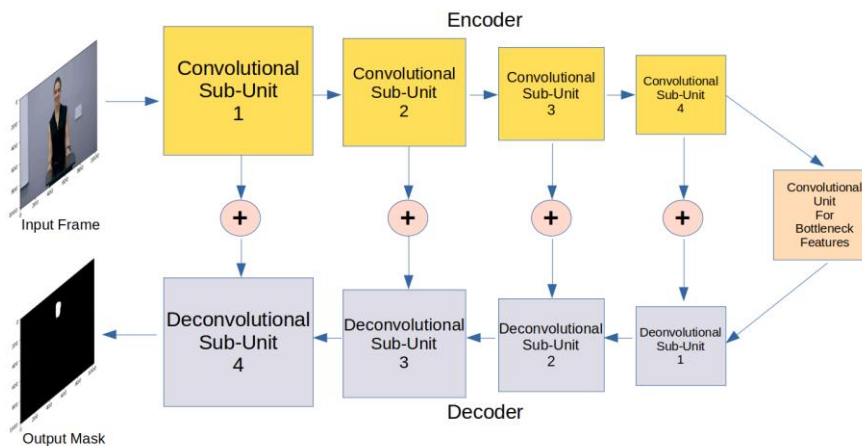 Encoder
Convolutional
Sub-Unit
1
Convolutional
Sub-Unit
2
Convolutional
Sub-Unit
3
Convolutional
Sub-Unit
4
Input Frame
+
+
+
+
Convolutional
Unit
For
Bottleneck
Features
Deconvolutional
Sub-Unit
4
Deconvolutional
Sub-Unit
3
Deconvolutional
Sub-Unit
2
Deonvolutional
Sub-Unit
1
Decoder
Output Mask